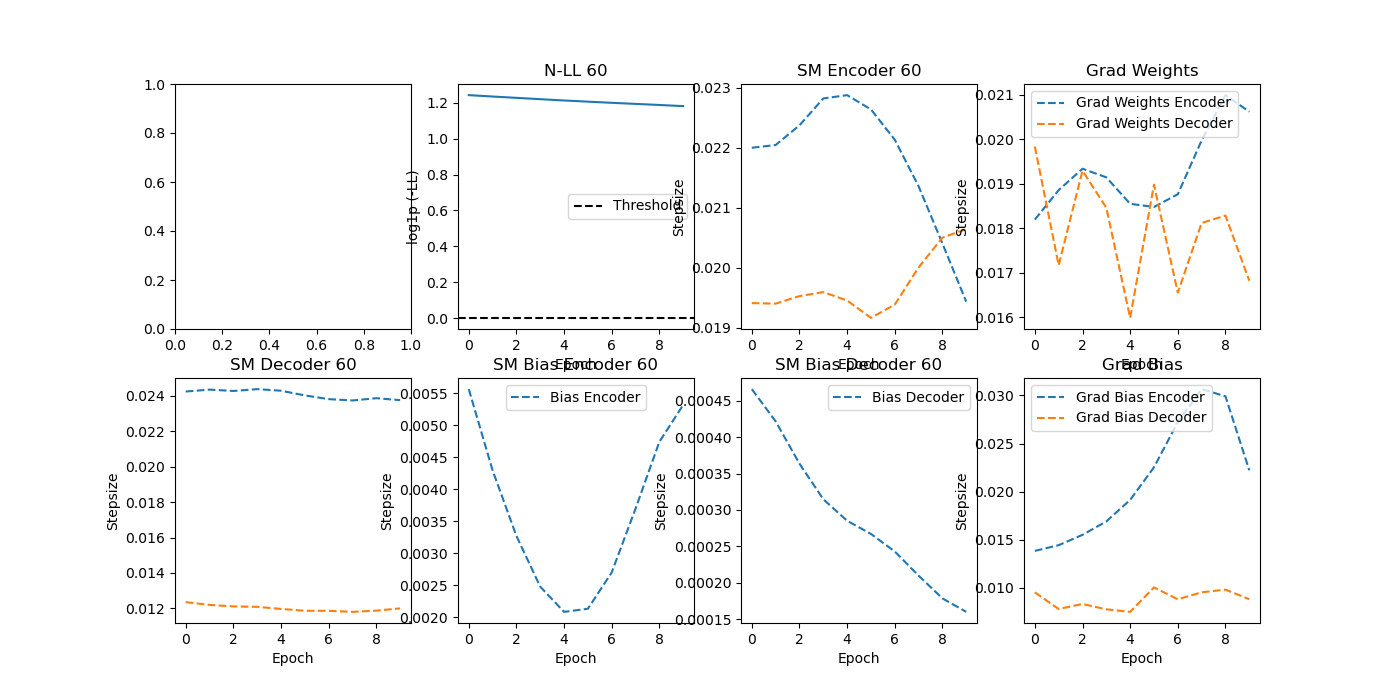 N-LL 60
SM Encoder 60
Grad Weights
1.0
0.8
0.6
0.4
0.2
0.0
0.0 0.2 0.4 0.6 0.8 1.0
log1p (-LL)
1.2
1.0
0.8
0.6
0.4
0.2
0.0
Threshold
0 2 4 6 8
Epoch
Stepsize
0.023
0.022
0.021
0.020
0.019
0 2 4 6 8
Epoch
Stepsize
0.021
0.020
0.019
0.018
0.017
0.016
Grad Weights Encoder
Grad Weights Decoder
0 2 4 6 8
Epoch
SM Decoder 60
SM Bias Encoder 60
SM Bias Decoder 60
Grad Bias
Stepsize
0.024
0.022
0.020
0.018
0.016
0.014
0.012
0 2 4 6 8
Epoch
Stepsize
0.0055
0.0050
0.0045
0.0040
0.0035
0.0030
0.0025
0.0020
Bias Encoder
0 2 4 6 8
Epoch
Stepsize
0.00045
0.00040
0.00035
0.00030
0.00025
0.00020
0.00015
Bias Decoder
0 2 4 6 8
Epoch
Stepsize
0.030
0.025
0.020
0.015
0.010
Grad Bias Encoder
Grad Bias Decoder
0 2 4 6 8
Epoch